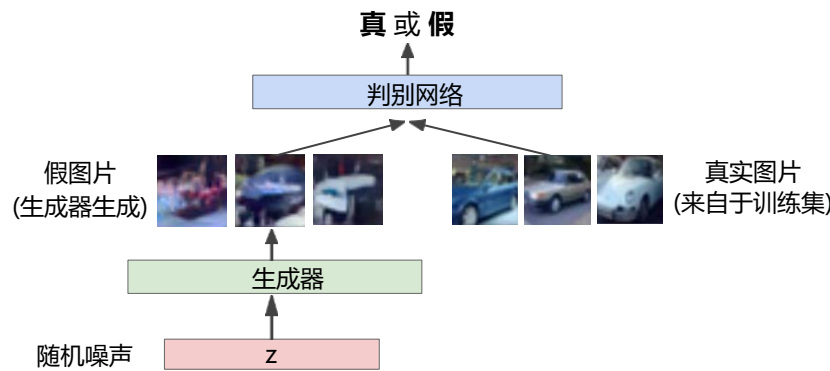 真 或 假
判别网络
假图片
(生成器生成)
真实图片
(来自于训练集)
生成器
随机噪声
z